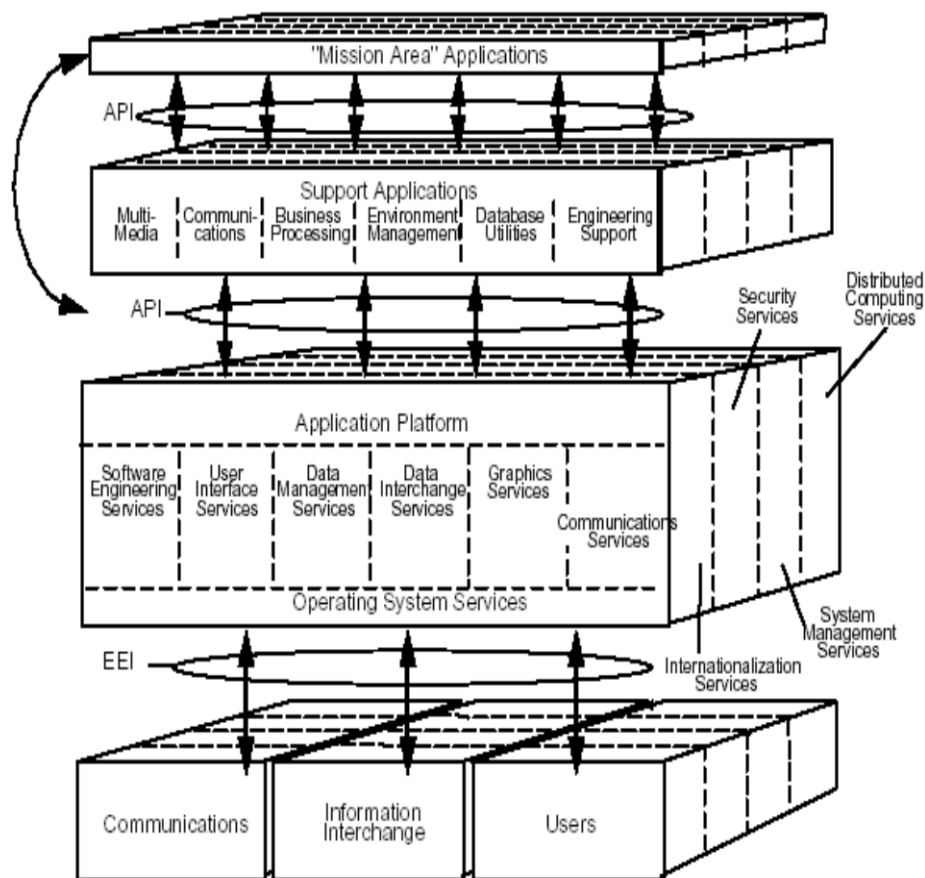 "Mission Area" Applications
API
Support Applications
Multi-
Media
Communi-
cations
Business
Processing
Environment
Management
Database
Utilities
Engineering
Support
API
Security
Services
Distributed
Computing
Services
Application Platform
Software
Engineering
Services
User
Interface
Services
Data
Management
Services
Data
Interchange
Services
Graphics
Services
Communications
Services
Operating System Services
System
Management
Services
Internationalization
Services
EEI
Communications
Information
Interchange
Users